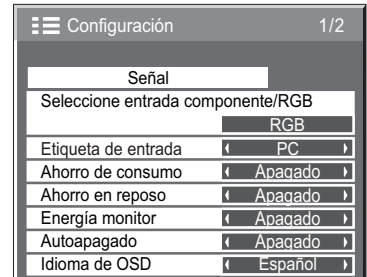 Configuración 1/2
Señal
Seleccione entrada componente/RGB
RGB
Etiqueta de entrada PC
Ahorro de consumo Apagado
Ahorro en reposo Apagado
Energía monitor Apagado
Autoapagado Apagado
Idioma de OSD Español